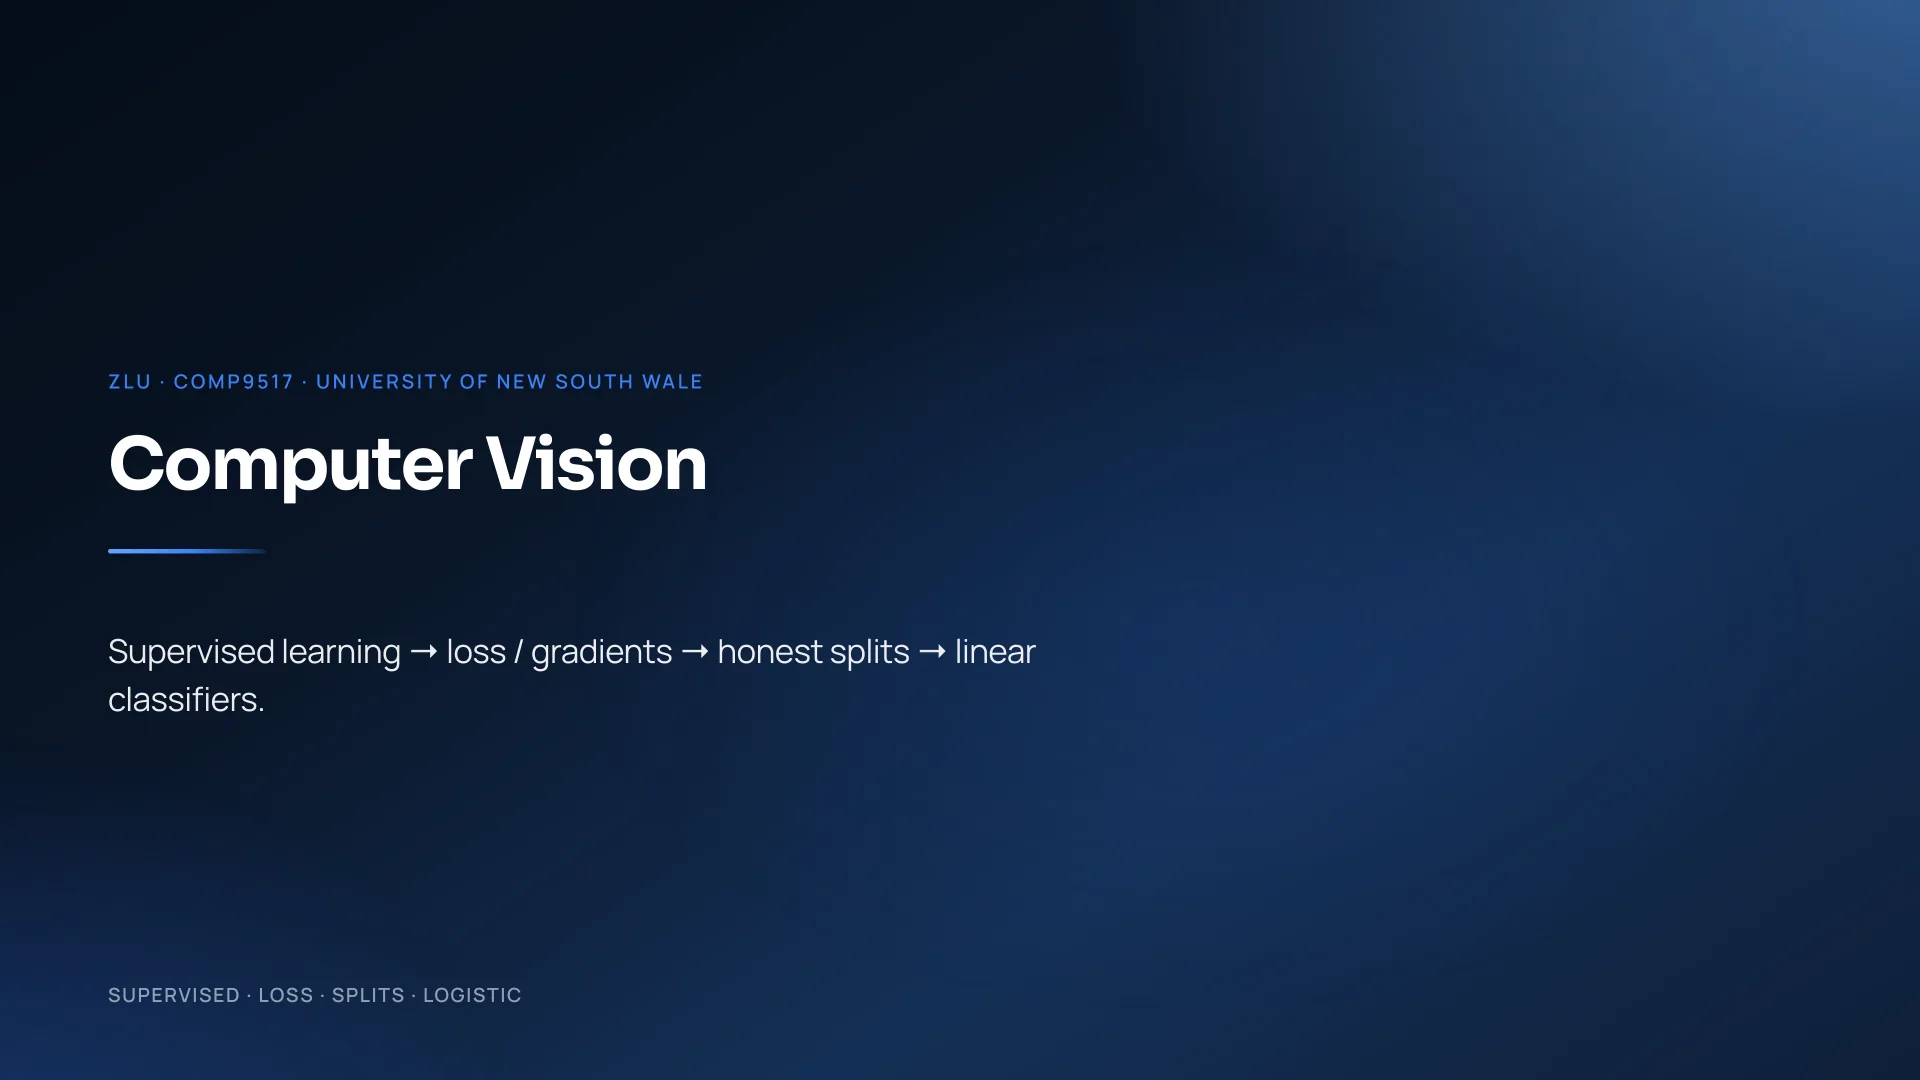 ZLU · COMP9517 · UNIVERSITY OF NEW SOUTH WALE
Computer Vision
Supervised learning → loss / gradients → honest splits → linear
classifiers.
SUPERVISED · LOSS · SPLITS · LOGISTIC